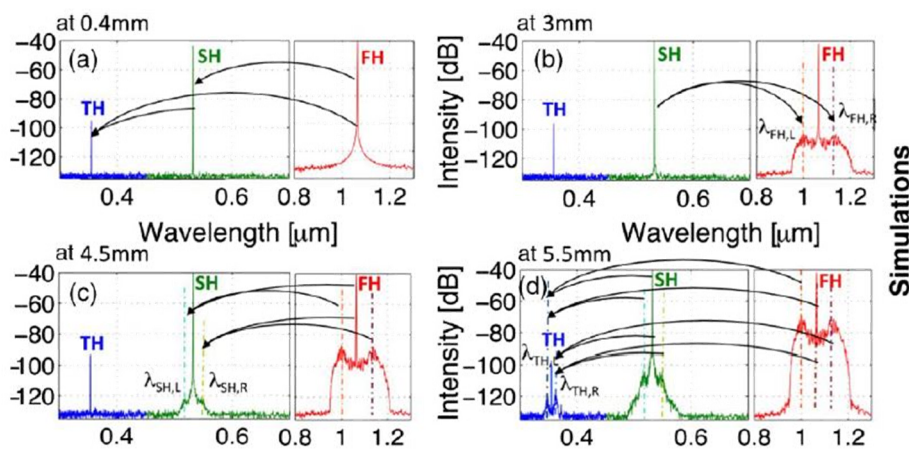 at 0.4mm
at 3mm
−40
−60
−80
−100
−120
(a)
SH
FH
TH
0.4
0.6
0.8
1
1.2
Wavelength [μm]
Intensity [dB]
−40
−60
−80
−100
−120
(b)
SH
FH
TH
λFH,L
λFH,R
0.4
0.6
0.8
1
1.2
Wavelength [μm]
Simulations
at 4.5mm
at 5.5mm
−40
−60
−80
−100
−120
(c)
SH
FH
TH
λSH,L
λSH,R
0.4
0.6
0.8
1
1.2
−40
−60
−80
−100
−120
(d)
SH
FH
TH
λTH,L
λTH,R
0.4
0.6
0.8
1
1.2